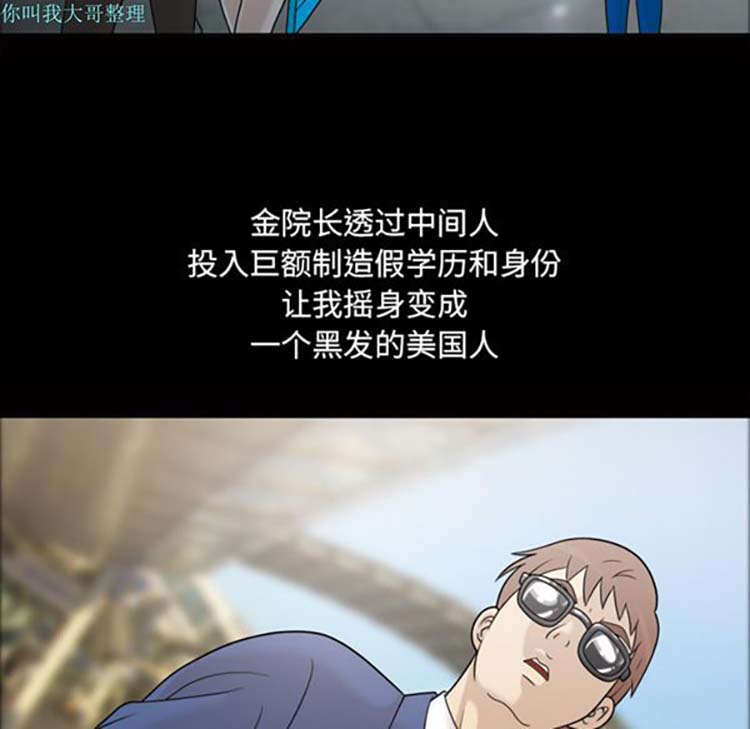 你叫我大哥整理
金院长透过中间人
投入巨额制造假学历和身份
让我摇身变成
一个黑发的美国人